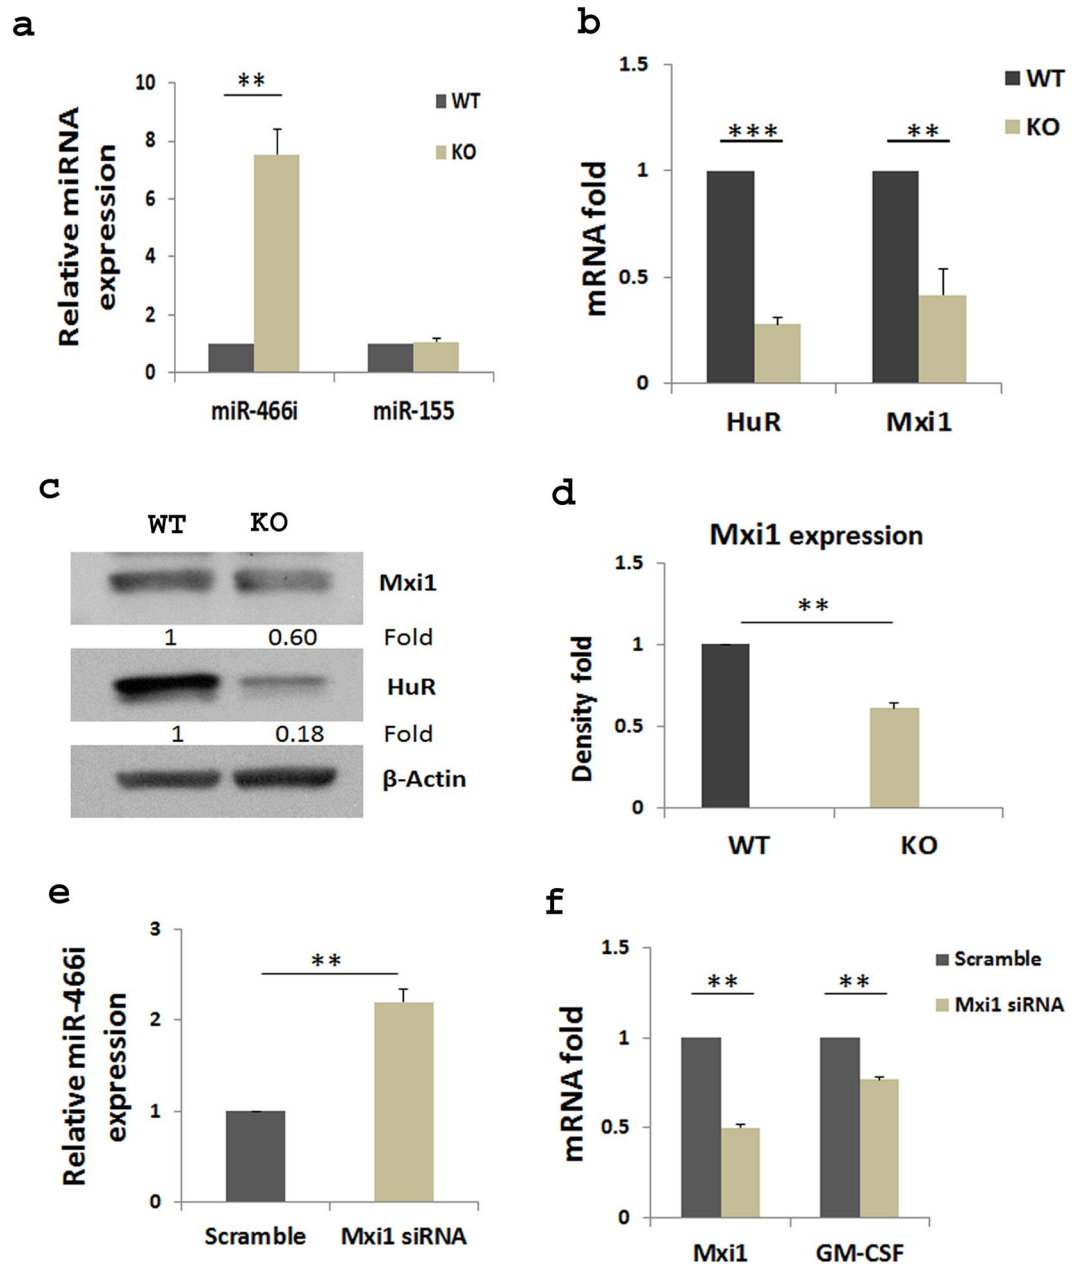 a
10
8
6
4
2
0
Relative miRNA
expression
**
WT
KO
miR-466i
miR-155
b
1.5
1
0.5
0
mRNA fold
***
**
WT
KO
HuR
Mxi1
c
WT KO
Mxi1
1 0.60 Fold
HuR
1 0.18 Fold
β-Actin
d
Mxi1 expression
1.5
1
0.5
0
Density fold
**
WT
KO
e
3
2
1
0
Relative miR-466i
expression
**
Scramble
Mxi1 siRNA
f
1.5
1
0.5
0
mRNA fold
**
**
Scramble
Mxi1 siRNA
Mxi1
GM-CSF